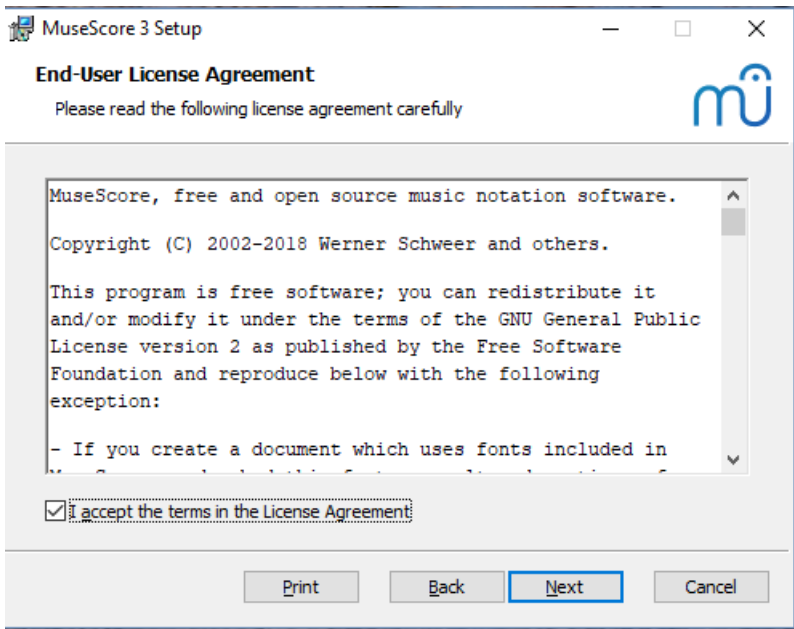 MuseScore 3 Setup
End-User License Agreement
Please read the following license agreement carefully
MuseScore, free and open source music notation software.
Copyright (C) 2002-2018 Werner Schweer and others.
This program is free software; you can redistribute it
and/or modify it under the terms of the GNU General Public
License version 2 as published by the Free Software
Foundation and reproduce below with the following
exception:
- If you create a document which uses fonts included in
I accept the terms in the License Agreement
Print Back Next Cancel